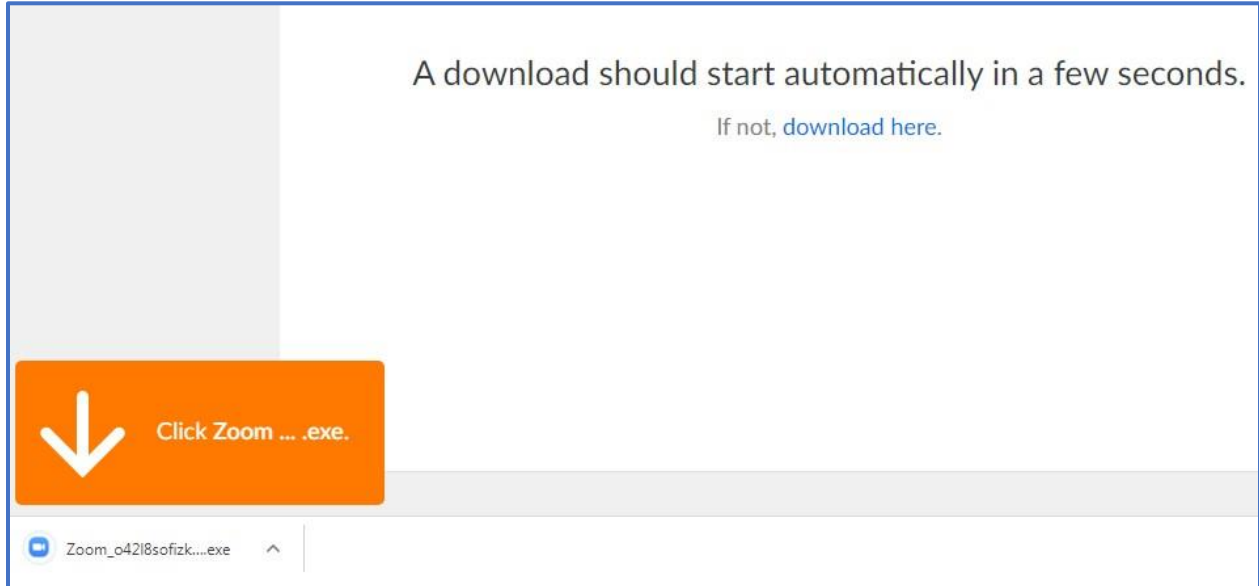 A download should start automatically in a few seconds.
If not, download here.
Click Zoom ... .exe.
Zoom_o42l8sofizk....exe